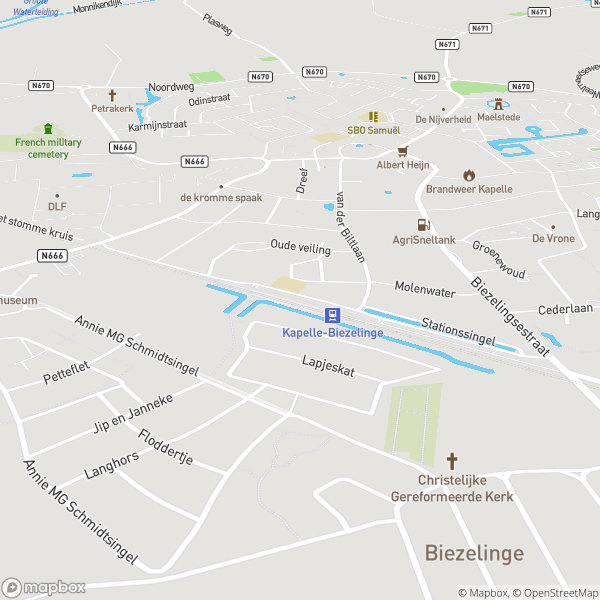 Groote
Waterleiding
Monnikendijk
Plasweg
N671
N671
N670
N670
N670
N670
N670
Noordweg
Petrakerk
Odinstraat
Karmijnstraat
French military
cemetery
N666
N666
SBO Samuël
De Nijverheid
Maelstede
Albert Heijn
Dreef
de kromme spaak
van der Biltlaan
Brandweer Kapelle
DLF
et stomme kruis
N666
Oude veiling
AgriSneltank
Groenewoud
De Vrone
Lang
museum
Molenwater
Biezelingsestraat
Cederlaan
Kapelle-Biezelinge
Stationssingel
Annie MG Schmidtsingel
Lapjeskat
Petteflet
Jip en Janneke
Floddertje
Langhors
Annie MG Schmidtsingel
Christelijke
Gereformeerde Kerk
Biezelinge
mapbox
© Mapbox, © OpenStreetMap